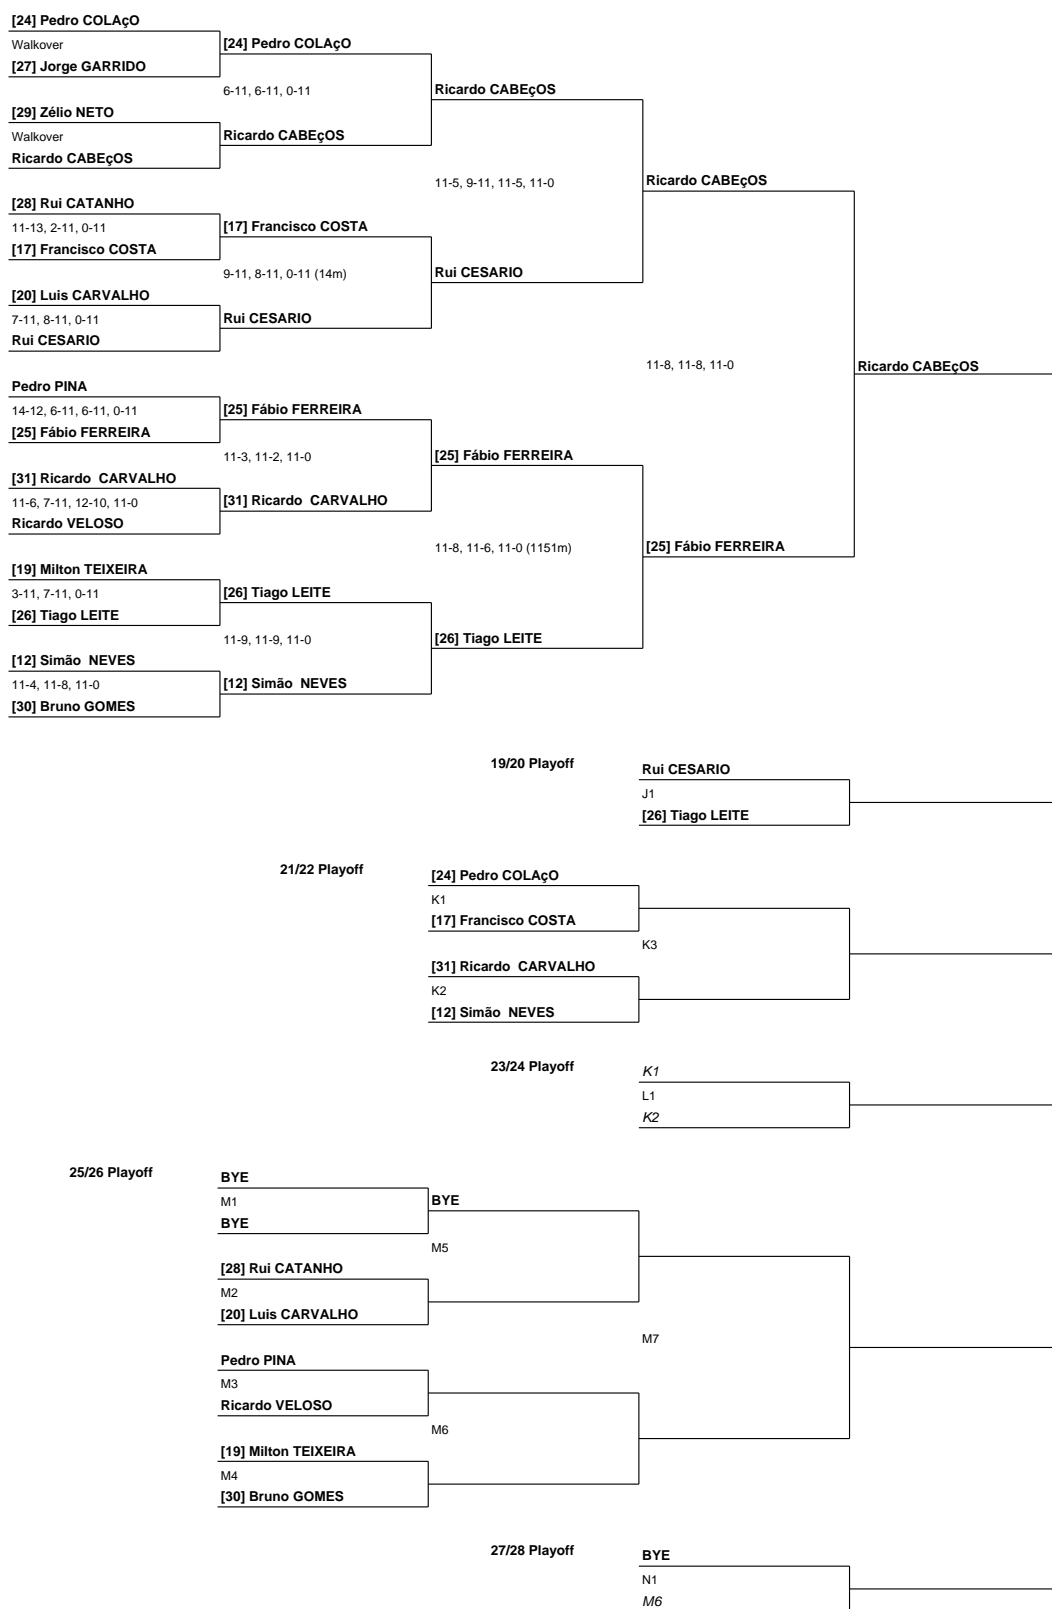 [24] Pedro COLAçO
Walkover
[27] Jorge GARRIDO
[24] Pedro COLAçO
6-11, 6-11, 0-11
Ricardo CABEçOS
[29] Zélio NETO
Walkover
Ricardo CABEçOS
Ricardo CABEçOS
11-5, 9-11, 11-5, 11-0
Ricardo CABEçOS
[28] Rui CATANHO
11-13, 2-11, 0-11
[17] Francisco COSTA
[17] Francisco COSTA
9-11, 8-11, 0-11 (14m)
Rui CESARIO
[20] Luis CARVALHO
7-11, 8-11, 0-11
Rui CESARIO
Rui CESARIO
11-8, 11-8, 11-0
Ricardo CABEçOS
Pedro PINA
14-12, 6-11, 6-11, 0-11
[25] Fábio FERREIRA
[25] Fábio FERREIRA
11-3, 11-2, 11-0
[25] Fábio FERREIRA
[31] Ricardo  CARVALHO
11-6, 7-11, 12-10, 11-0
Ricardo VELOSO
[31] Ricardo  CARVALHO
11-8, 11-6, 11-0 (1151m)
[25] Fábio FERREIRA
[19] Milton TEIXEIRA
3-11, 7-11, 0-11
[26] Tiago LEITE
[26] Tiago LEITE
11-9, 11-9, 11-0
[26] Tiago LEITE
[12] Simão  NEVES
11-4, 11-8, 11-0
[30] Bruno GOMES
[12] Simão  NEVES
19/20 Playoff
Rui CESARIO
J1
[26] Tiago LEITE
21/22 Playoff
[24] Pedro COLAçO
K1
[17] Francisco COSTA
K3
[31] Ricardo  CARVALHO
K2
[12] Simão  NEVES
23/24 Playoff
K1
L1
K2
25/26 Playoff
BYE
M1
BYE
BYE
M5
[28] Rui CATANHO
M2
[20] Luis CARVALHO
M7
Pedro PINA
M3
Ricardo VELOSO
M6
[19] Milton TEIXEIRA
M4
[30] Bruno GOMES
27/28 Playoff
BYE
N1
M6